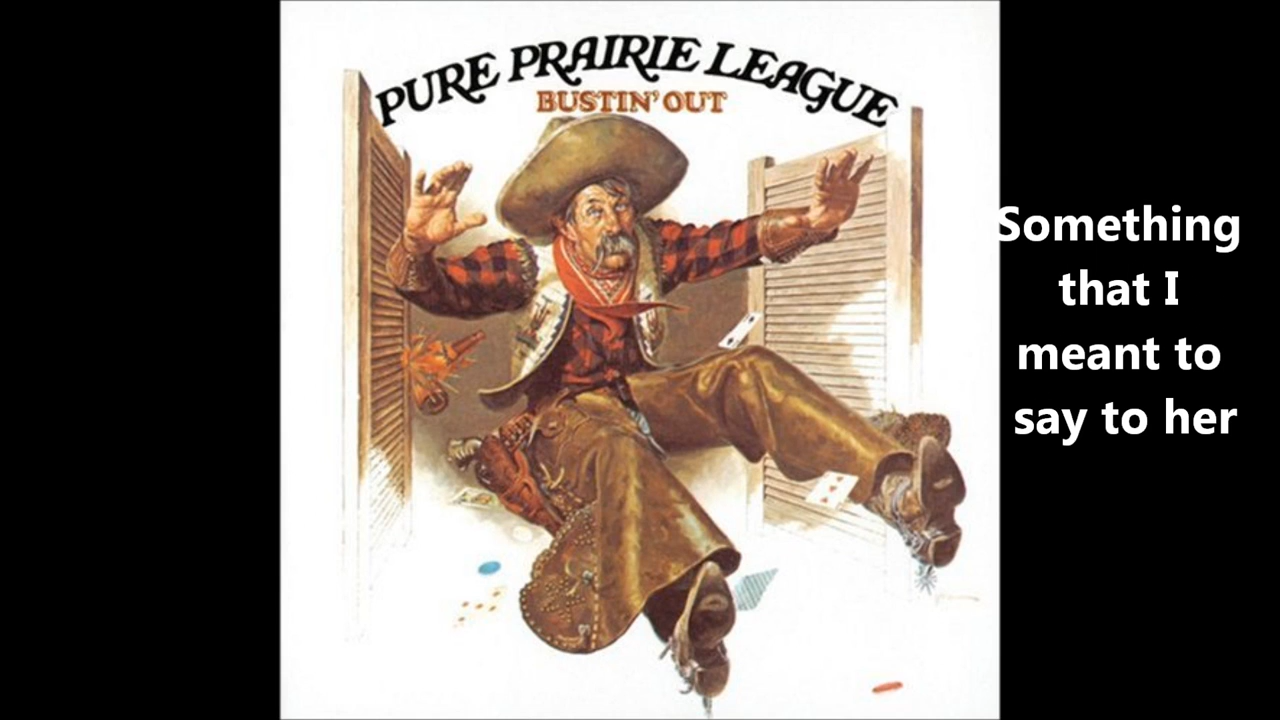 PURE PRAIRIE LEAGUE
BUSTIN' OUT
Something
that I
meant to
say to her